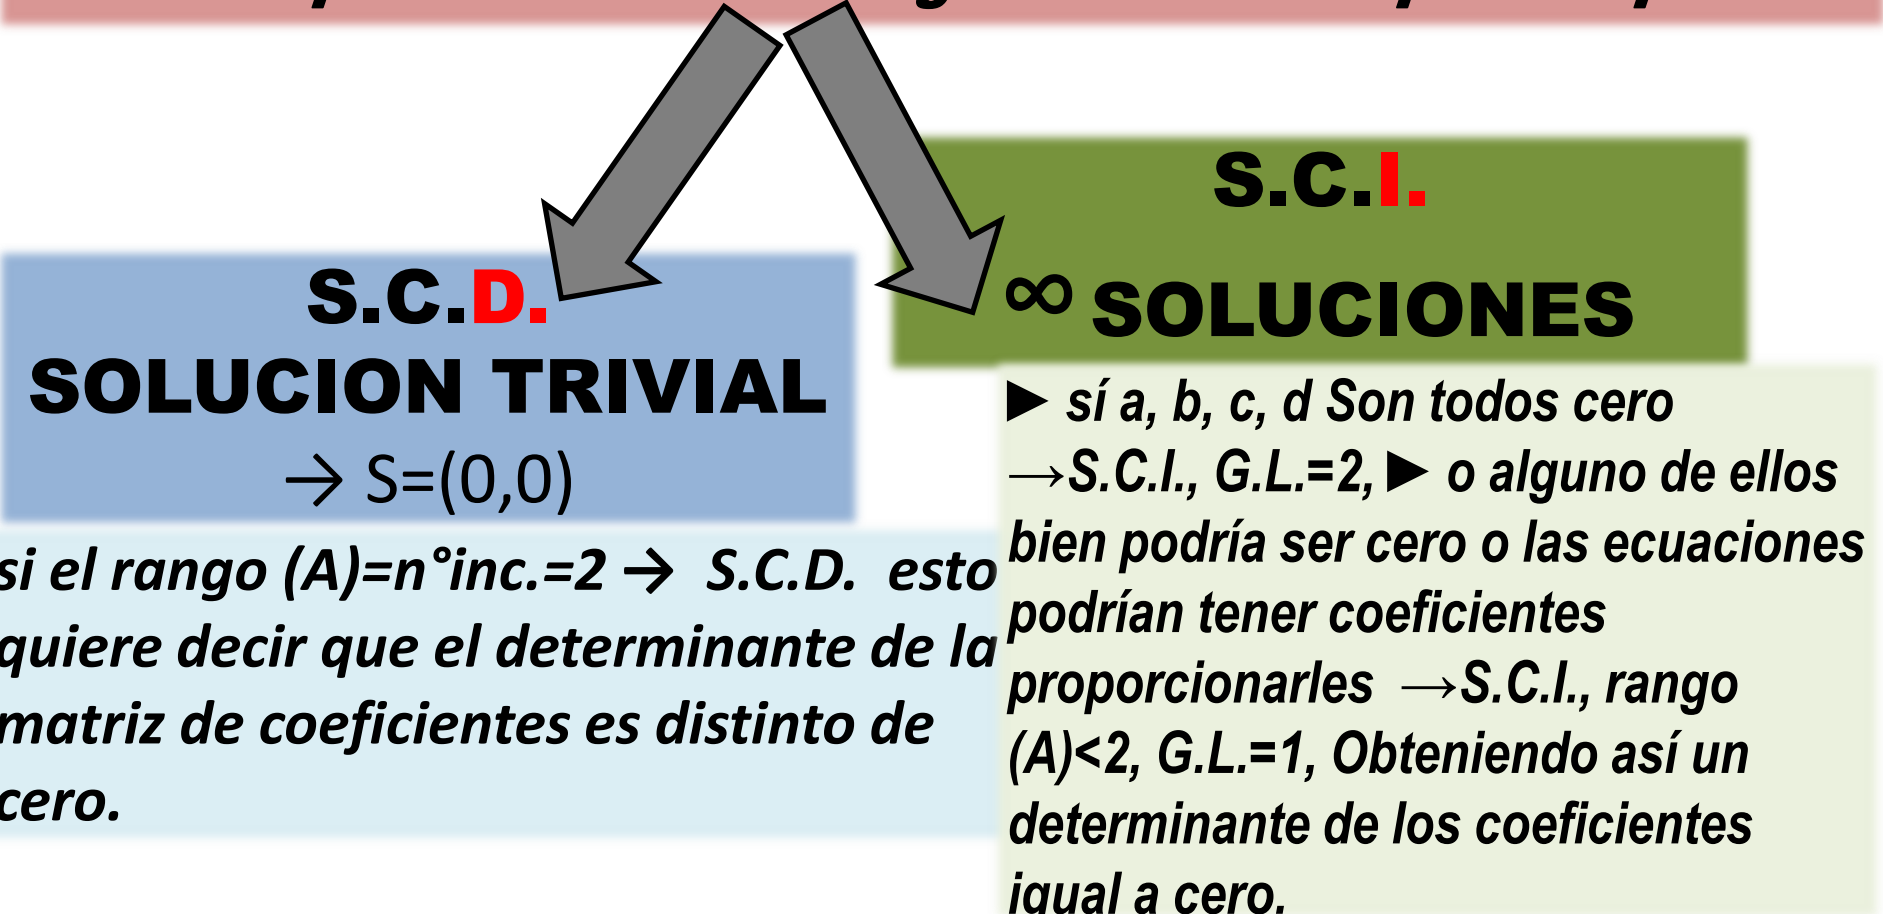 S.C.D.
SOLUCION TRIVIAL
→ S=(0,0)
si el rango (A)=n°inc.=2 → S.C.D. esto
quiere decir que el determinante de la
matriz de coeficientes es distinto de
cero.
S.C.I.
∞ SOLUCIONES
► sí a, b, c, d Son todos cero
→S.C.I., G.L.=2, ► o alguno de ellos
bien podría ser cero o las ecuaciones
podrían tener coeficientes
proporcionarles →S.C.I., rango
(A)<2, G.L.=1, Obteniendo así un
determinante de los coeficientes
igual a cero.